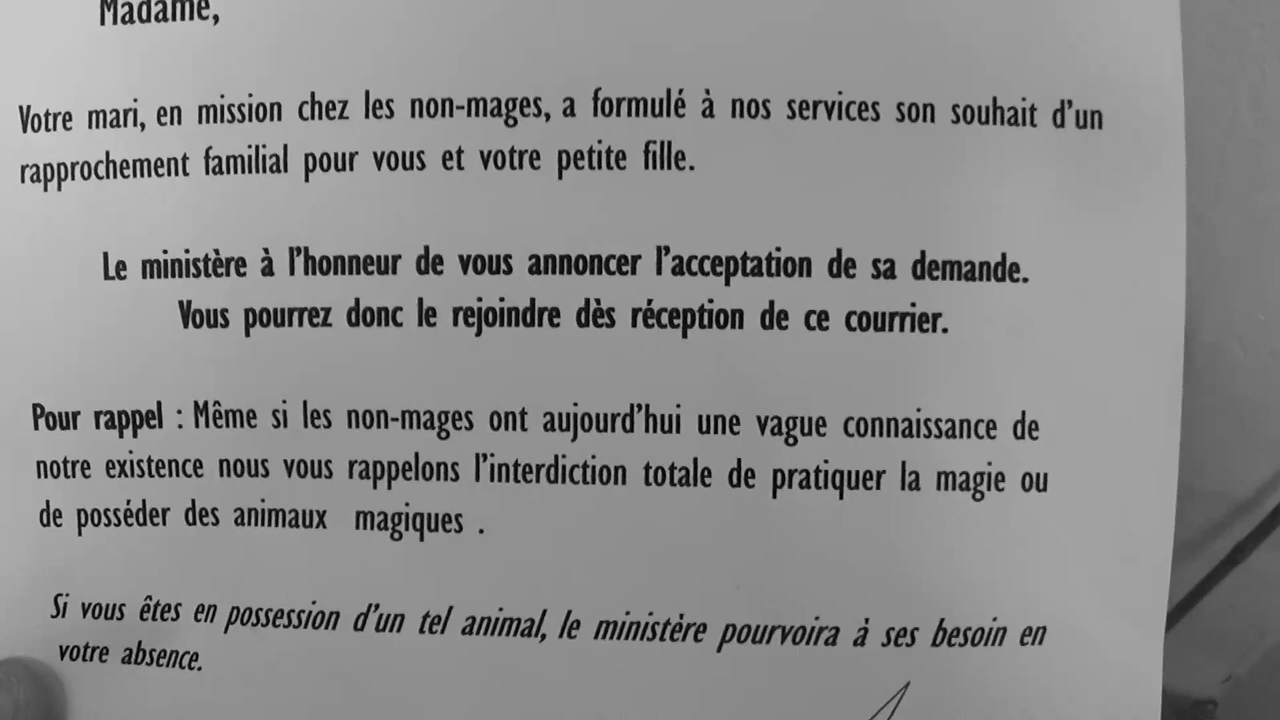 Madame,
Votre mari, en mission chez les non-mages, a formulé à nos services son souhait d'un
rapprochement familial pour vous et votre petite fille.
Le ministère à l'honneur de vous annoncer l'acceptation de sa demande.
Vous pourrez donc le rejoindre dès réception de ce courrier.
Pour rappel : Même si les non-mages ont aujourd'hui une vague connaissance de
notre existence nous vous rappelons l'interdiction totale de pratiquer la magie ou
de posséder des animaux magiques .
Si vous êtes en possession d'un tel animal, le ministère pourvoira à ses besoin en
votre absence.